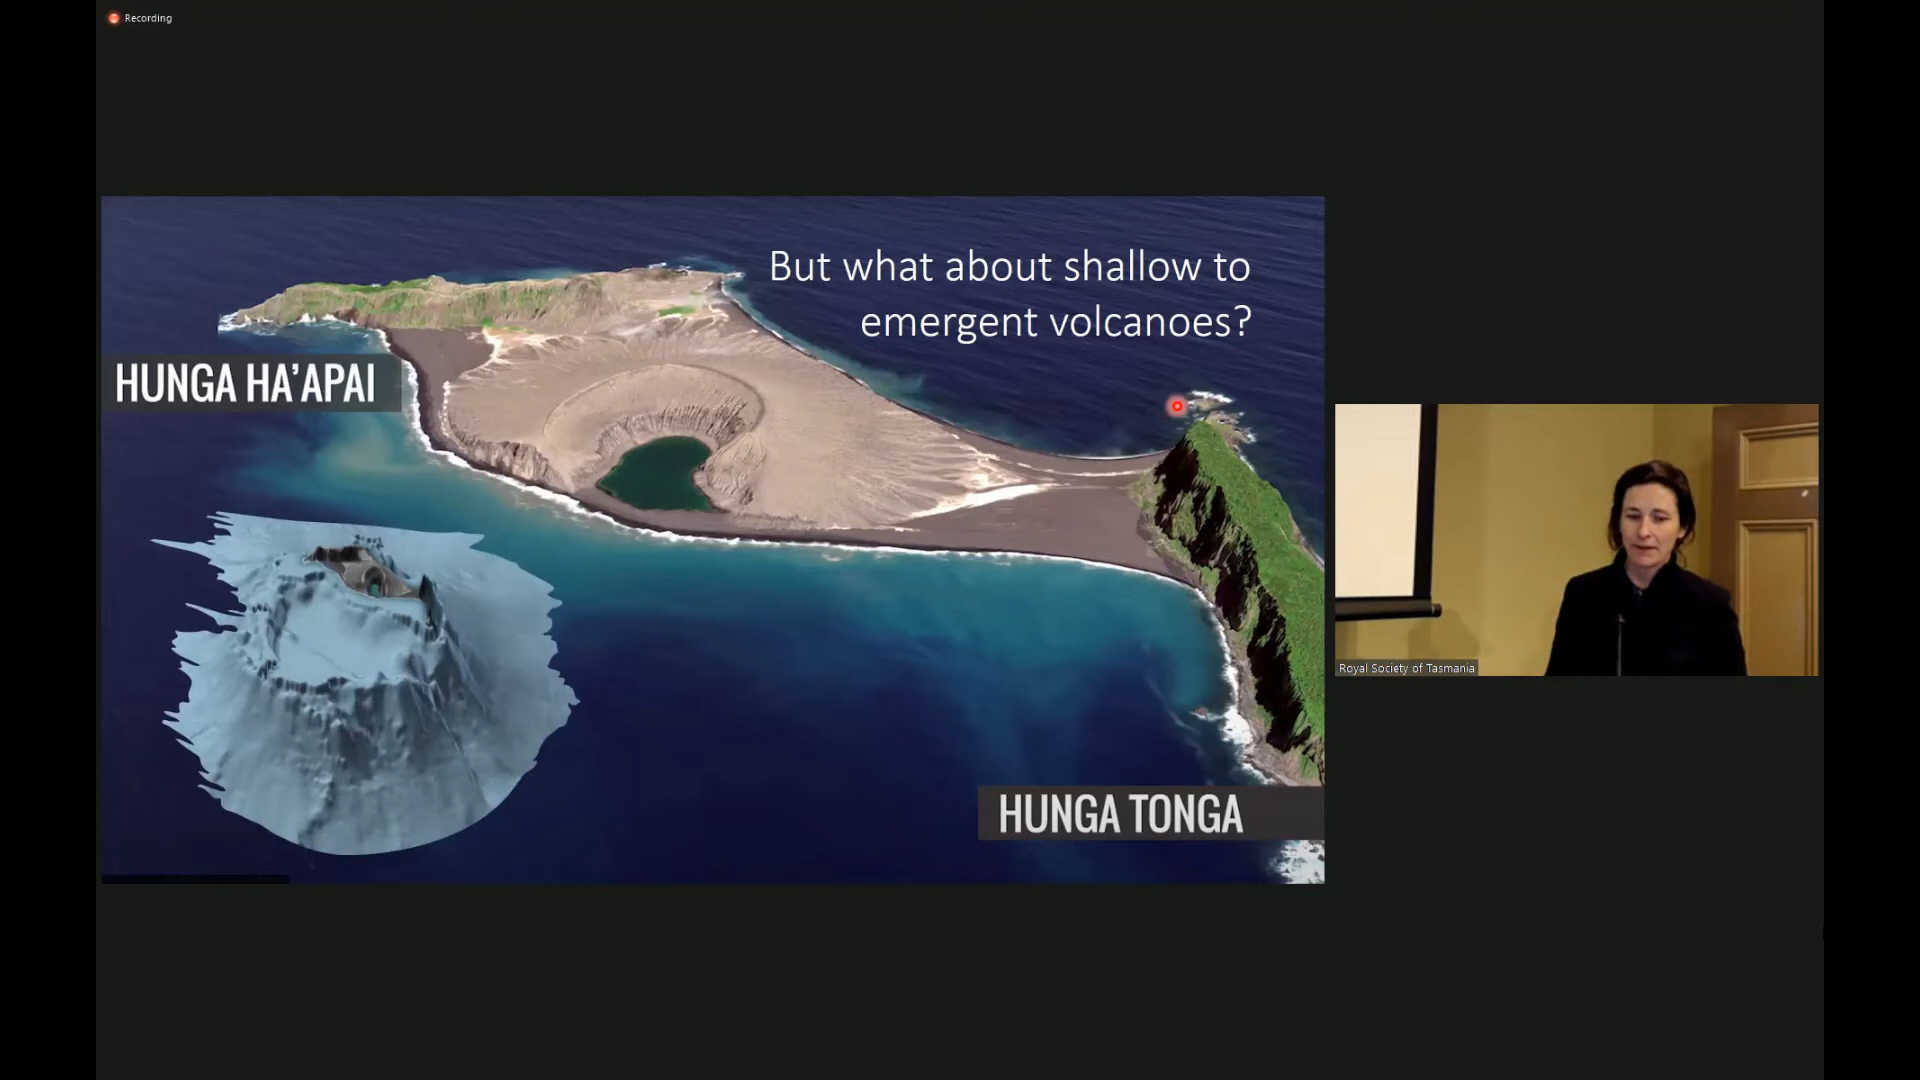 Recording
But what about shallow to
emergent volcanoes?
HUNGA HA'APAI
HUNGA TONGA
Royal Society of Tasmania